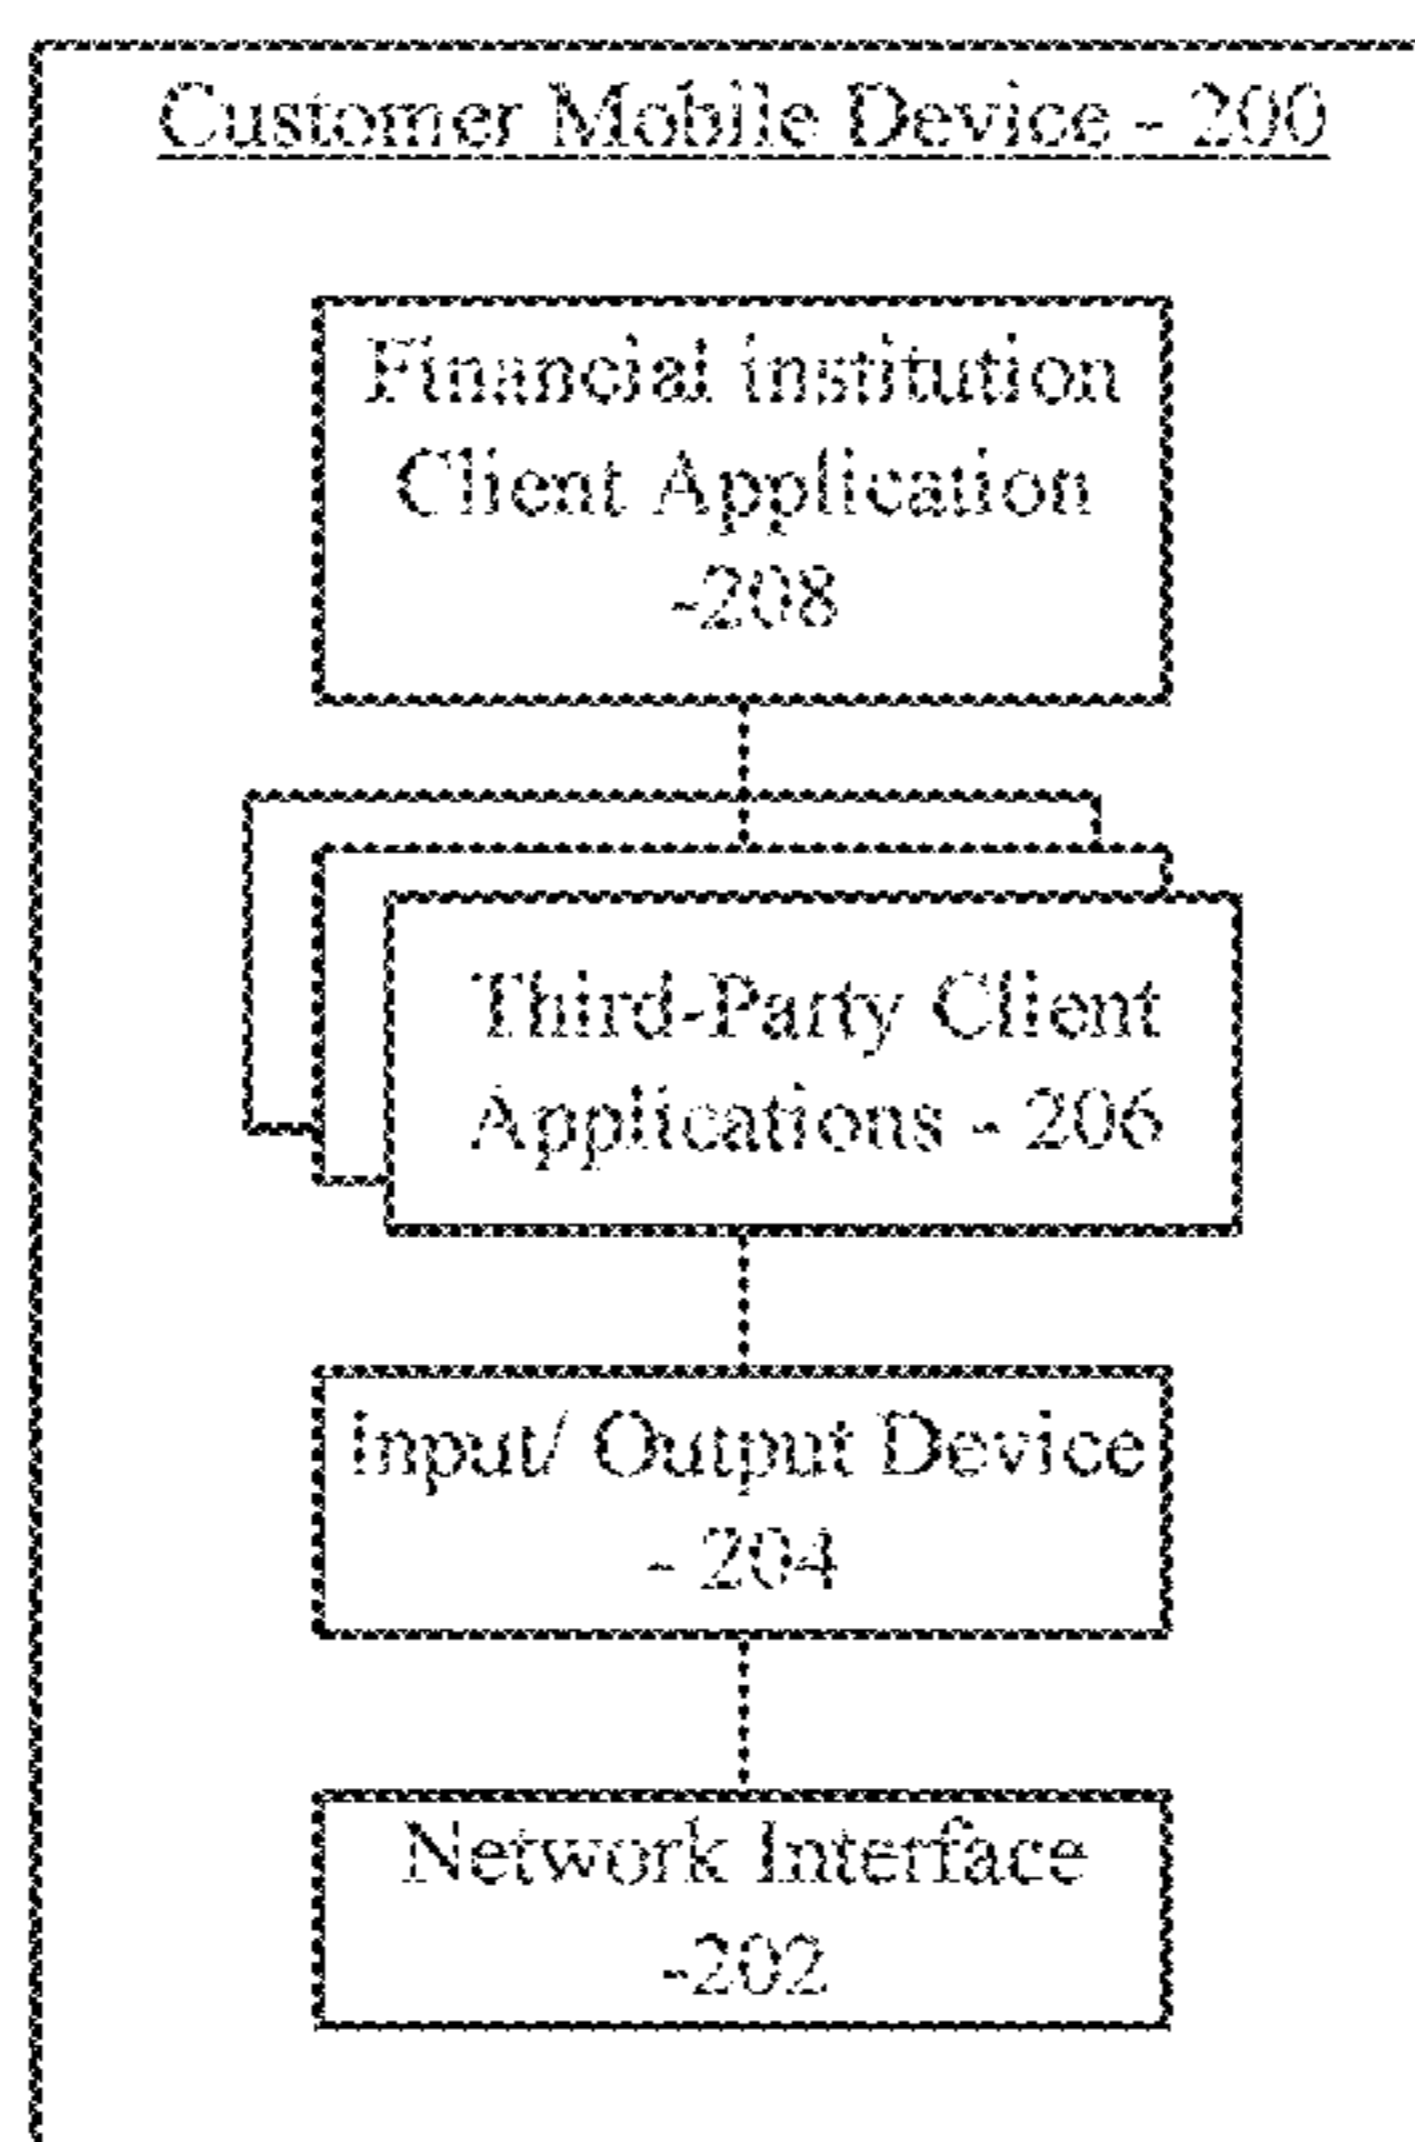 Customer Mobile Device - 200
Financial institution
Client Application
-208
Third-Party Client
Applications - 206
Input/ Output Device
- 204
Network Interface
-202